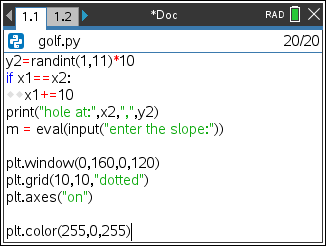 1.1 1.2 *Doc RAD
golf.py 20/20
y2=randint(1,11)*10
if x1==x2:
◆◆x1+=10
print("hole at:",x2,",",y2)
m = eval(input("enter the slope:"))
plt.window(0,160,0,120)
plt.grid(10,10,"dotted")
plt.axes("on")
plt.color(255,0,255)